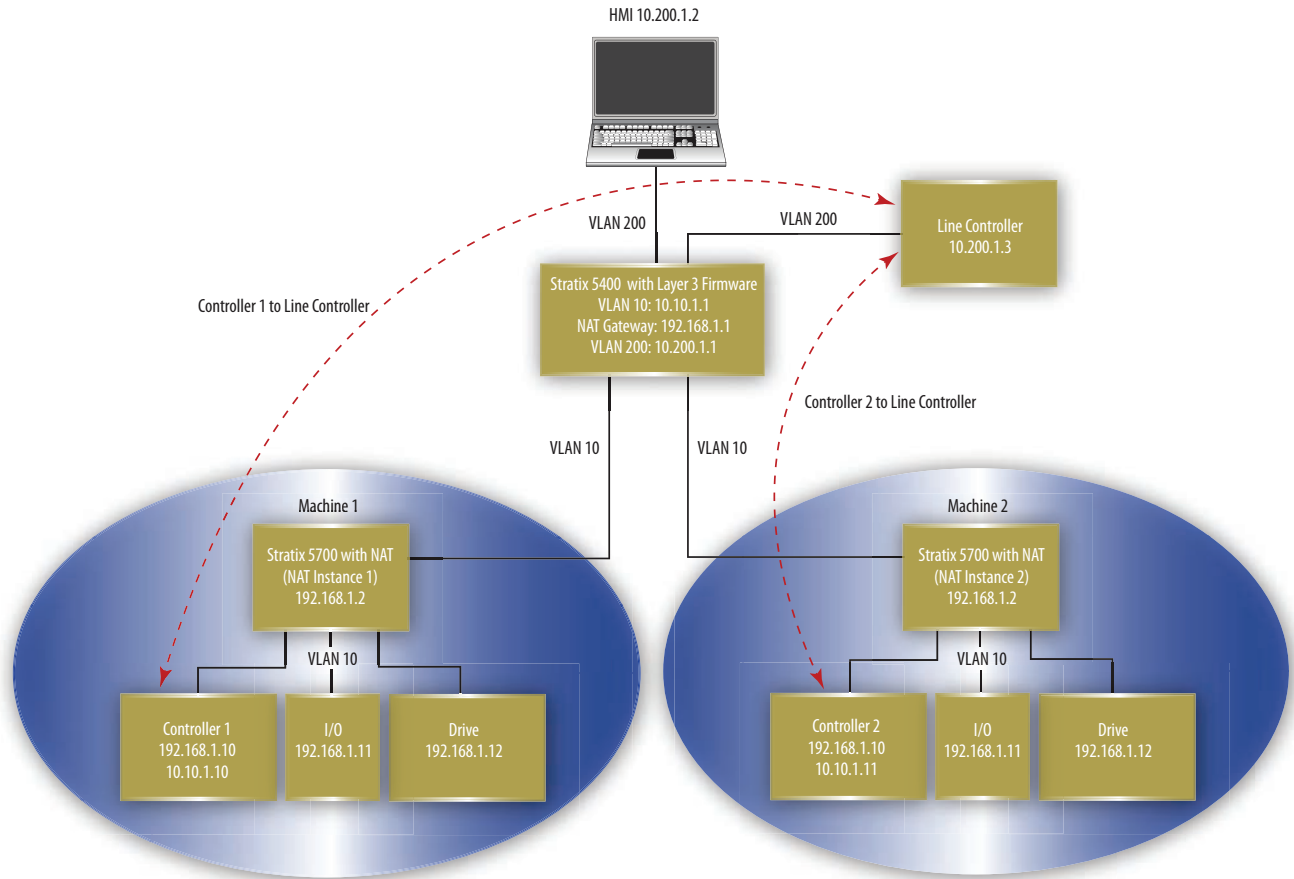 HMI 10.200.1.2
VLAN 200
VLAN 200
Line Controller
10.200.1.3
Stratix 5400 with Layer 3 Firmware
VLAN 10: 10.10.1.1
NAT Gateway: 192.168.1.1
VLAN 200: 10.200.1.1
Controller 1 to Line Controller
Controller 2 to Line Controller
VLAN 10
VLAN 10
Machine 1
Stratix 5700 with NAT
(NAT Instance 1)
192.168.1.2
VLAN 10
Controller 1
192.168.1.10
10.10.1.10
I/O
192.168.1.11
Drive
192.168.1.12
Machine 2
Stratix 5700 with NAT
(NAT Instance 2)
192.168.1.2
VLAN 10
Controller 2
192.168.1.10
10.10.1.11
I/O
192.168.1.11
Drive
192.168.1.12